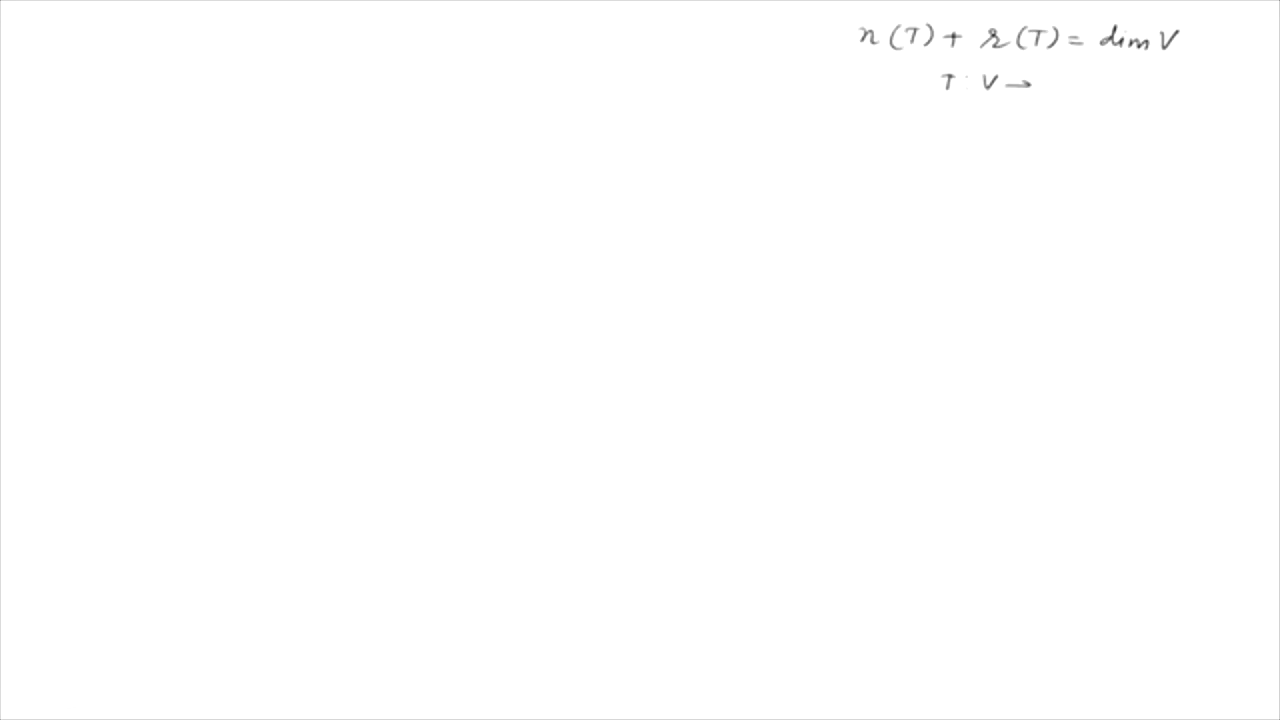 n (T) + r (T) = dim V
T : V →